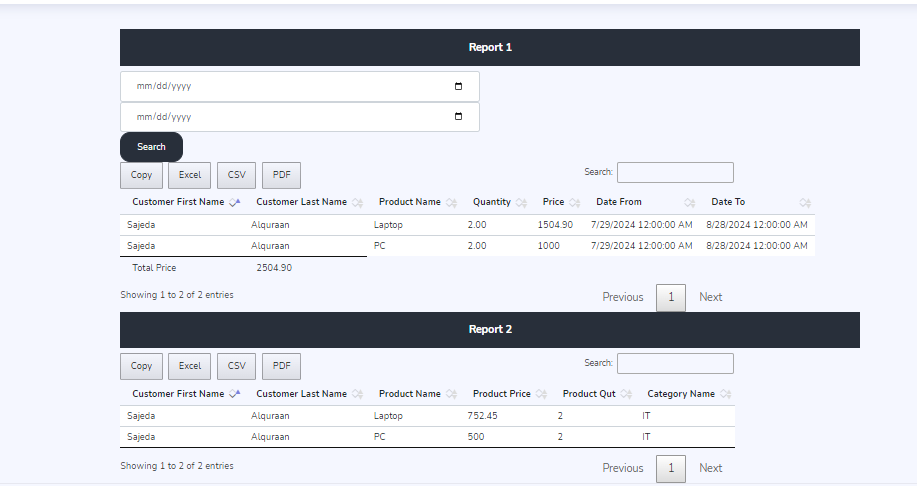 Report 1
mm/dd/yyyy
mm/dd/yyyy
Search
Copy Excel CSV PDF Search:
Customer First Name Customer Last Name Product Name Quantity Price Date From Date To
Sajeda Alquraan Laptop 2.00 1504.90 7/29/2024 12:00:00 AM 8/28/2024 12:00:00 AM
Sajeda Alquraan PC 2.00 1000 7/29/2024 12:00:00 AM 8/28/2024 12:00:00 AM
Total Price 2504.90
Showing 1 to 2 of 2 entries
Previous 1 Next
Report 2
Copy Excel CSV PDF Search:
Customer First Name Customer Last Name Product Name Product Price Product Qut Category Name
Sajeda Alquraan Laptop 752.45 2 IT
Sajeda Alquraan PC 500 2 IT
Showing 1 to 2 of 2 entries
Previous 1 Next